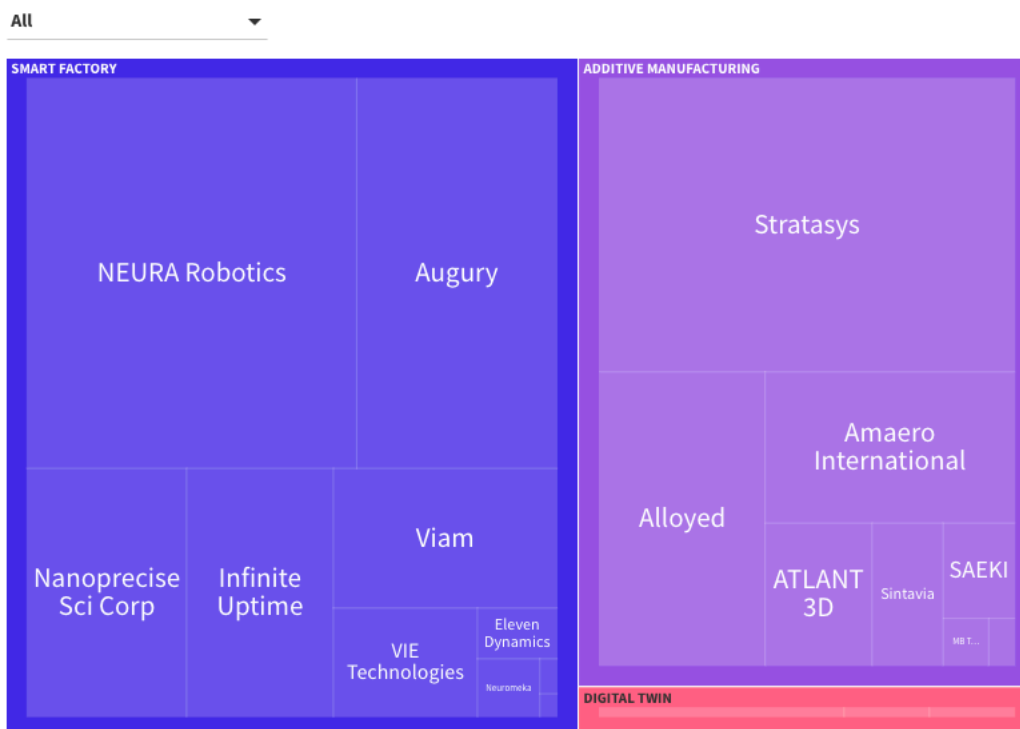 All
SMART FACTORY
NEURA Robotics
Augury
Nanoprecise
Sci Corp
Infinite
Uptime
Viam
VIE
Technologies
Eleven
Dynamics
Neuromeka
ADDITIVE MANUFACTURING
Stratasys
Alloyed
Amaero
International
ATLANT
3D
Sintavia
SAEKI
MB T...
DIGITAL TWIN